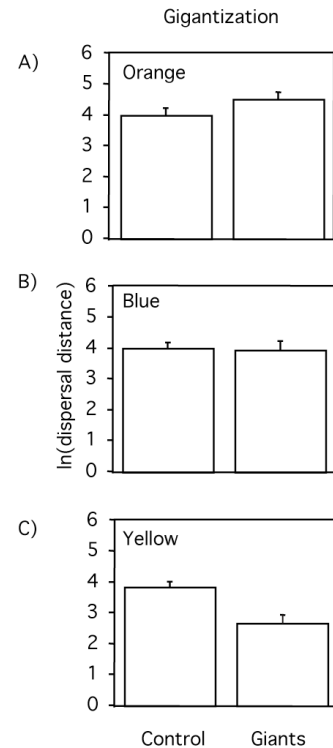 Gigantization
A)
Orange
6
5
4
3
2
1
0
B)
Blue
6
5
4
3
2
1
0
ln(dispersal distance)
C)
Yellow
6
5
4
3
2
1
0
Control Giants